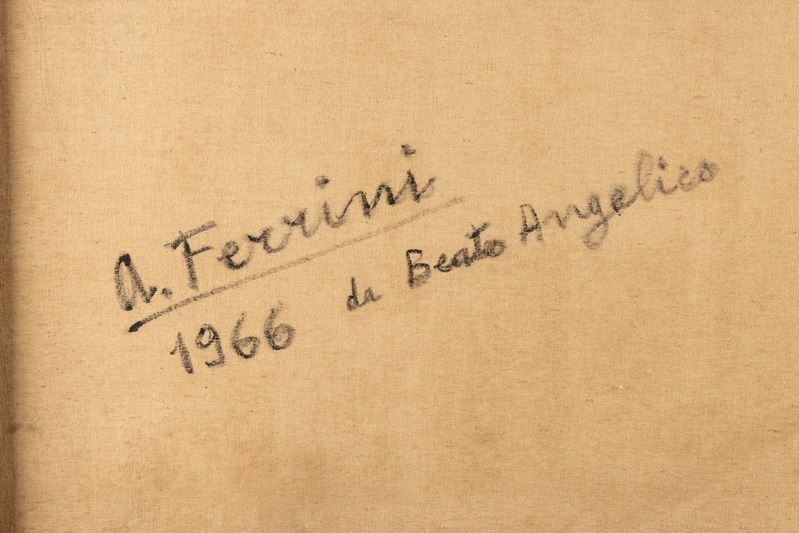 A. Ferrini
1966 da Beato Angelico